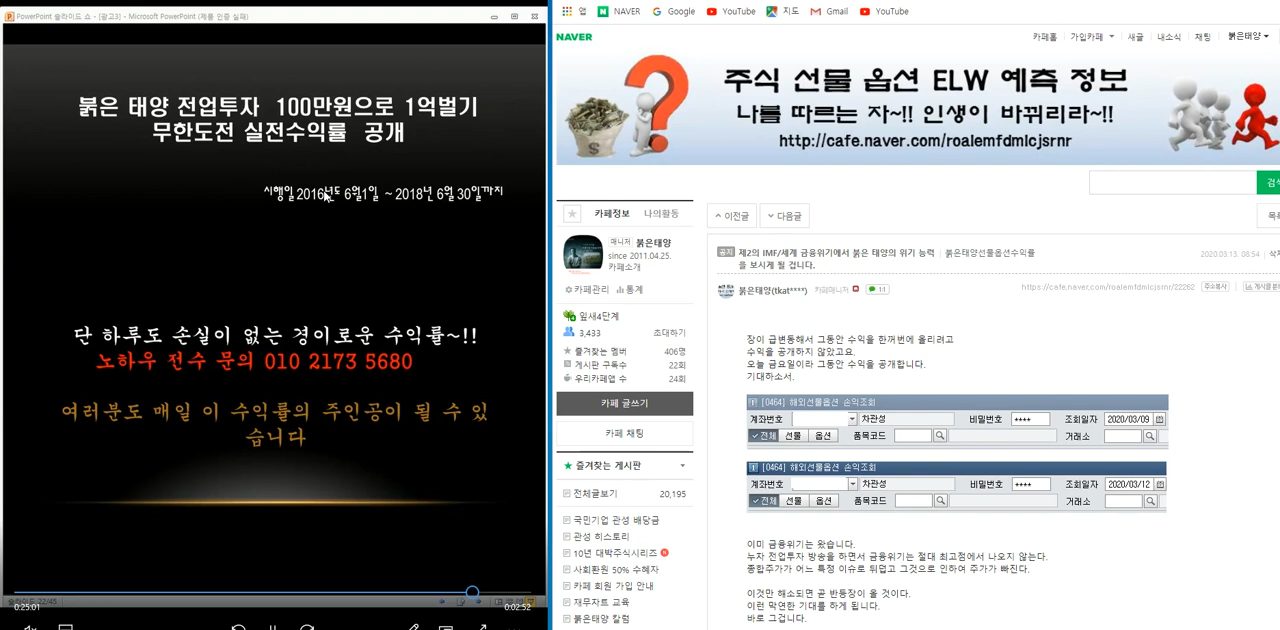 PowerPoint 슬라이드 쇼 - [광고3] - Microsoft PowerPoint (제품 인증 실패)
붉은 태양 전업투자 100만원으로 1억벌기
무한도전 실전수익률 공개
시행일 2016년도 6월1일 ~ 2018년 6월 30일까지
단 하루도 손실이 없는 경이로운 수익률~!!
노하우 전수 문의 010 2173 5680
여러분도 매일 이 수익률의 주인공이 될 수 있
습니다
슬라이드 22/45
0:25:01
0:02:52
앱 NAVER Google YouTube 지도 Gmail YouTube
NAVER
카페홈 가입카페 새글 내소식 채팅 붉은태양
주식 선물 옵션 ELW 예측 정보
나를 따르는 자~!! 인생이 바뀌리라~!!
http://cafe.naver.com/roalemfdmlcjsrnr
검색
카페정보 나의활동
매니저 붉은태양
since 2011.04.25.
카페소개
카페관리 통계
잎새4단계
3,433 초대하기
즐겨찾는 멤버 406명
게시판 구독수 22회
우리카페앱 수 24회
카페 글쓰기
카페 채팅
즐겨찾는 게시판
전체글보기 20,195
국민기업 관성 배당금
관성 히스토리
10년 대박주식시리즈
사회환원 50% 수혜자
카페 회원 가입 안내
재무차트 교육
붉은태양 칼럼
이전글 다음글
공지 제2의 IMF/세계 금융위기에서 붉은 태양의 위기 능력 붉은태양선물옵션수익률
을 보시게 될 겁니다.
2020.03.13. 08:54
붉은태양(tkat****) 카페매니저 1:1
https://cafe.naver.com/roalemfdmlcjsrnr/22262 주소복사
장이 급변동해서 그동안 수익을 한꺼번에 올리려고
수익을 공개하지 않았고요.
오늘 금요일이라 그동안 수익을 공개합니다.
기대하소서.
[0464] 해외선물옵션 손익조회
계좌번호 차관성 비밀번호 **** 조회일자 2020/03/09
전체 선물 옵션 품목코드 거래소
[0464] 해외선물옵션 손익조회
계좌번호 차관성 비밀번호 **** 조회일자 2020/03/12
전체 선물 옵션 품목코드 거래소
이미 금융위기는 왔습니다.
누차 전업투자 방송을 하면서 금융위기는 절대 최고점에서 나오지 않는다.
종합주가가 어느 특정 이슈로 뒤덥고 그것으로 인하여 주가가 빠진다.
이것만 해소되면 곧 반등장이 올 것이다.
이런 막연한 기대를 하게 됩니다.
바로 그겁니다.